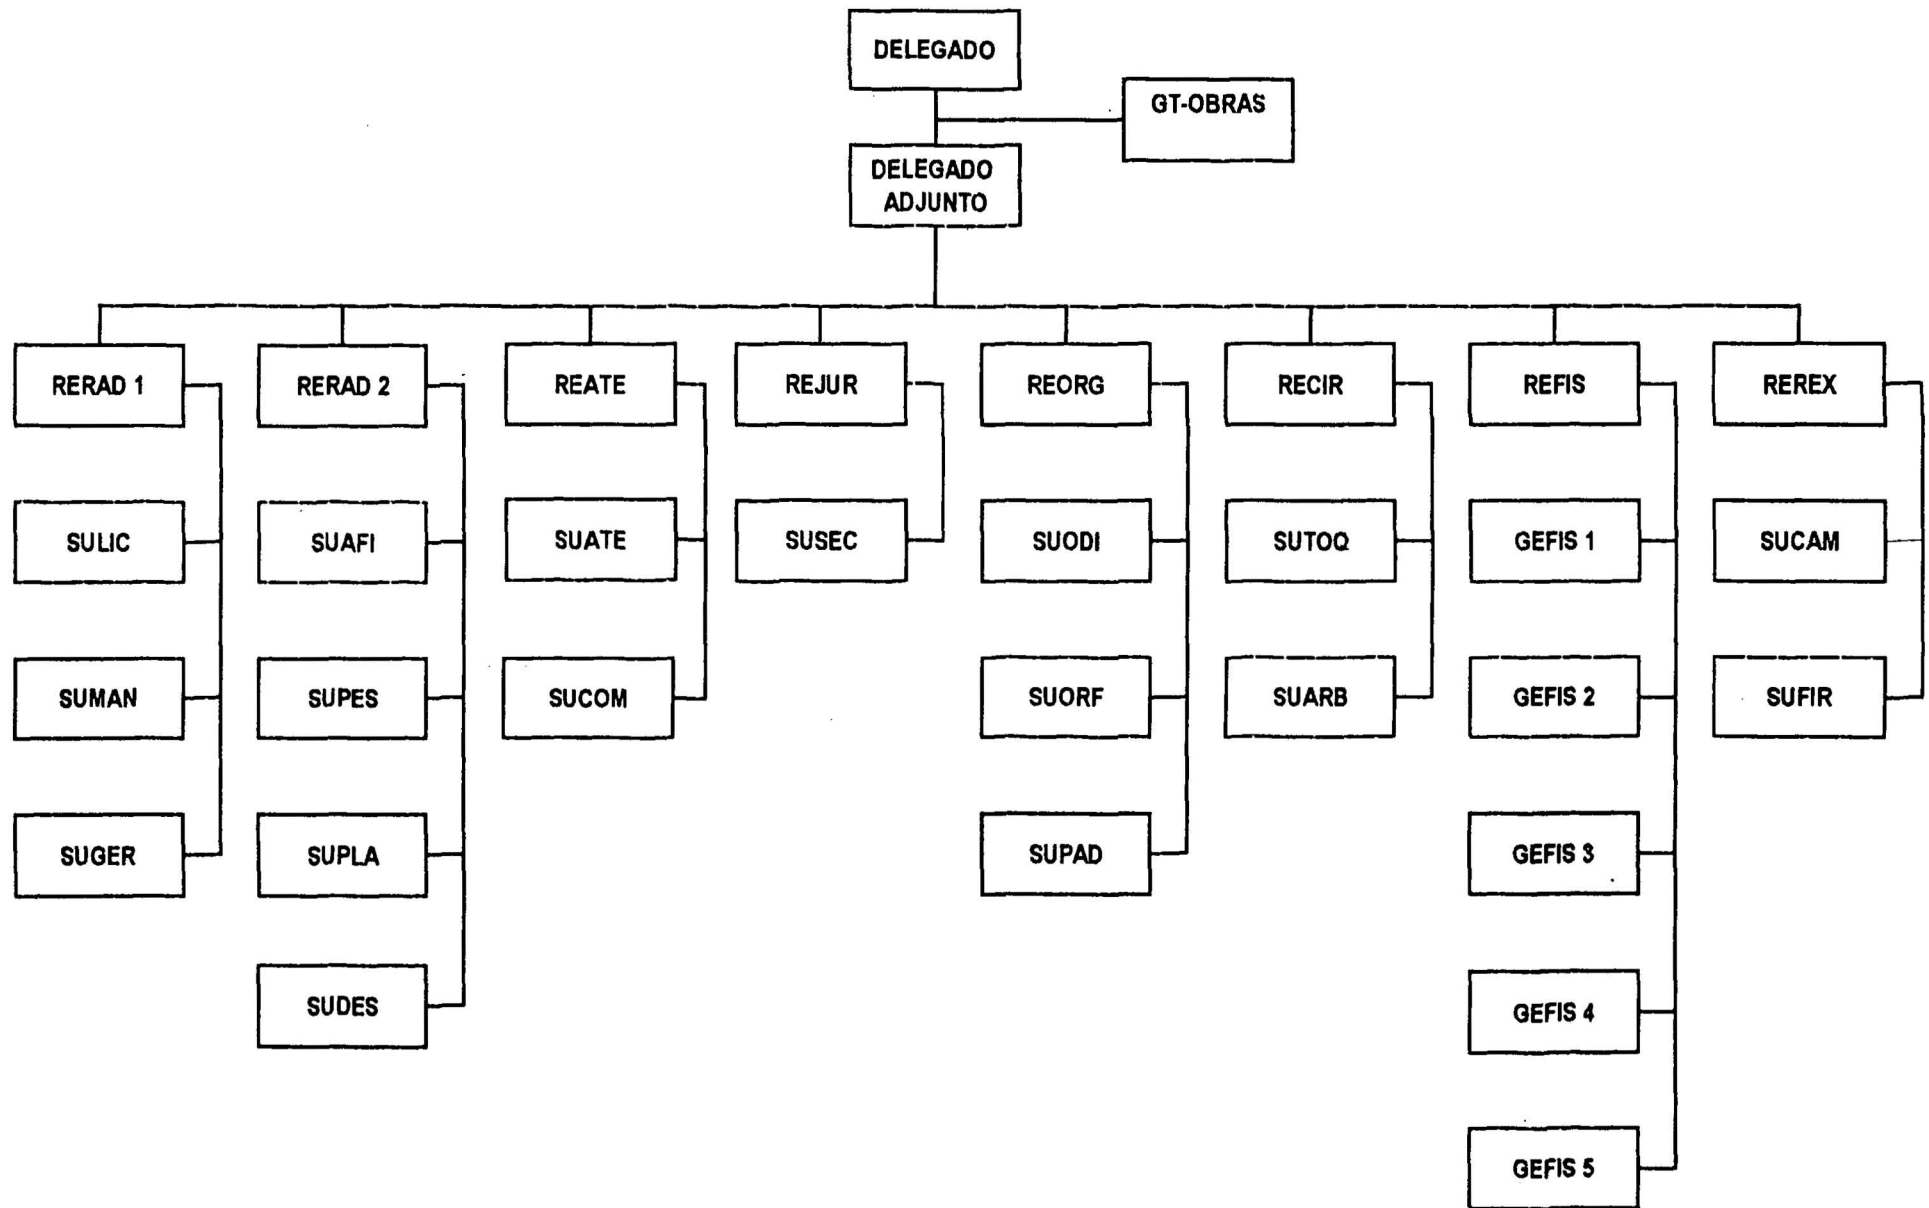 DELEGADO
GT-OBRAS
DELEGADO
ADJUNTO
RERAD 1
RERAD 2
REATE
REJUR
REORG
RECIR
REFIS
REREX
SULIC
SUAFI
SUATE
SUSEC
SUODI
SUTOQ
GEFIS 1
SUCAM
SUMAN
SUPES
SUCOM
SUORF
SUARB
GEFIS 2
SUFIR
SUGER
SUPLA
SUPAD
GEFIS 3
SUDES
GEFIS 4
GEFIS 5